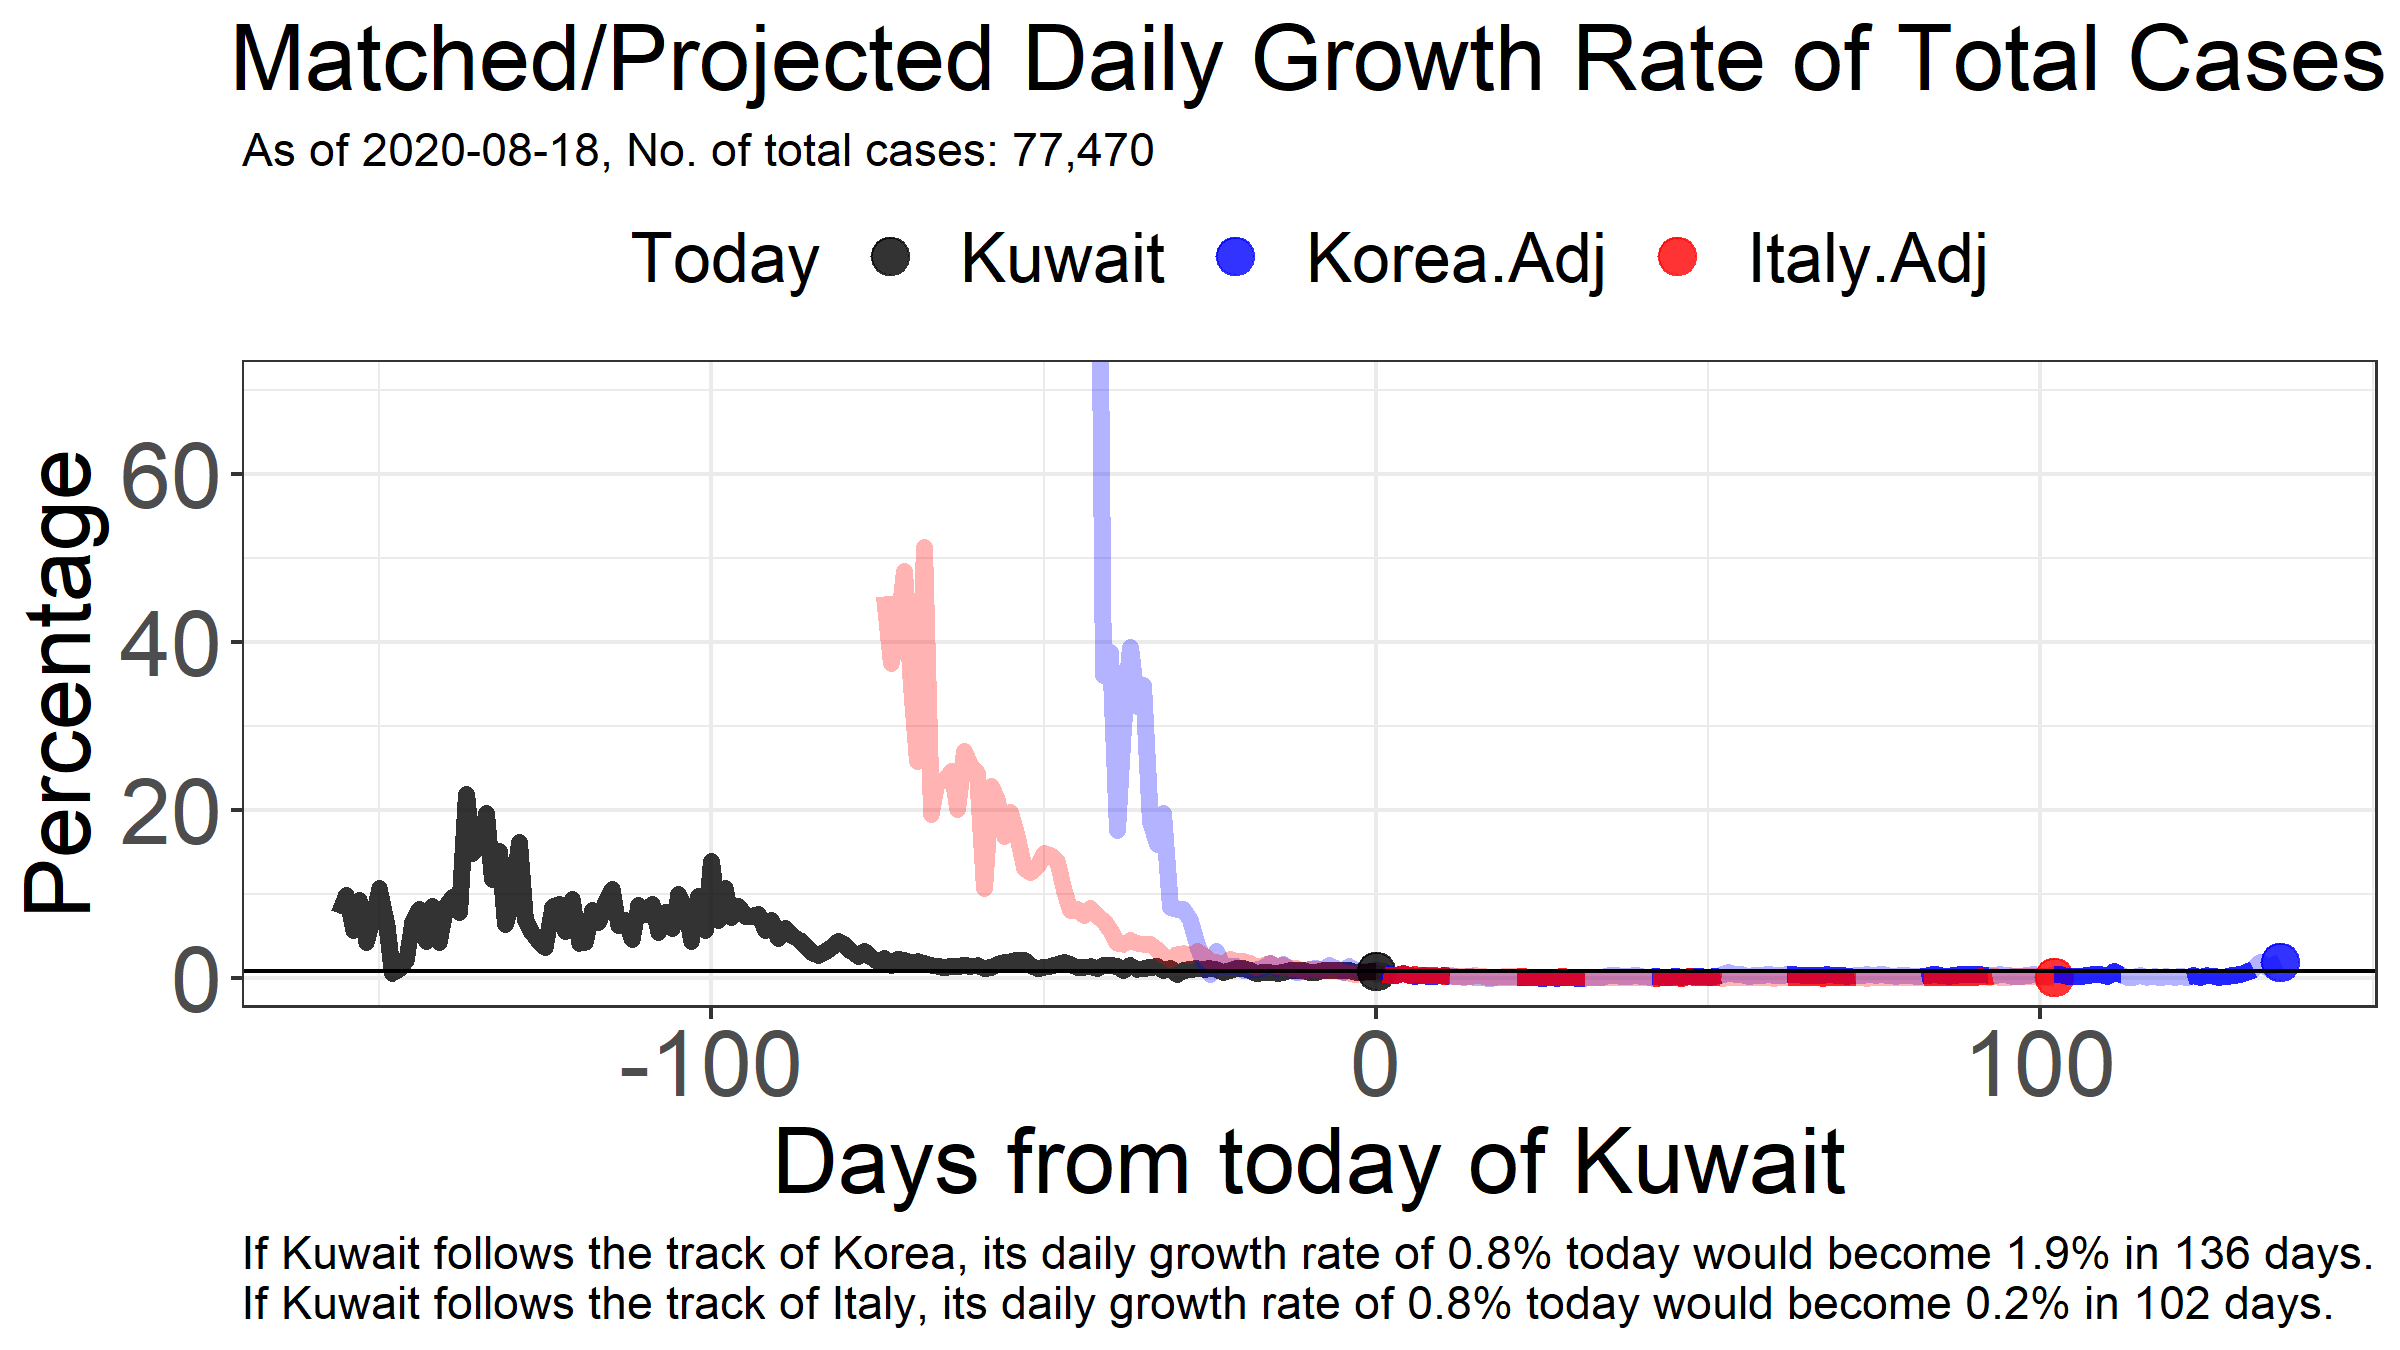 Matched/Projected Daily Growth Rate of Total Cases
As of 2020-08-18, No. of total cases: 77,470
Today Kuwait Korea.Adj Italy.Adj
Percentage
60
40
20
0
-100 0 100
Days from today of Kuwait
If Kuwait follows the track of Korea, its daily growth rate of 0.8% today would become 1.9% in 136 days.
If Kuwait follows the track of Italy, its daily growth rate of 0.8% today would become 0.2% in 102 days.